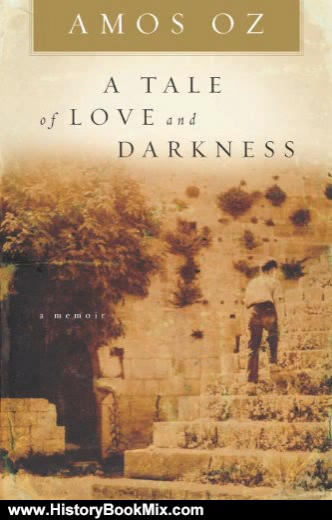 AMOS OZ
A TALE
of LOVE and
DARKNESS
a memoir
www.HistoryBookMix.com